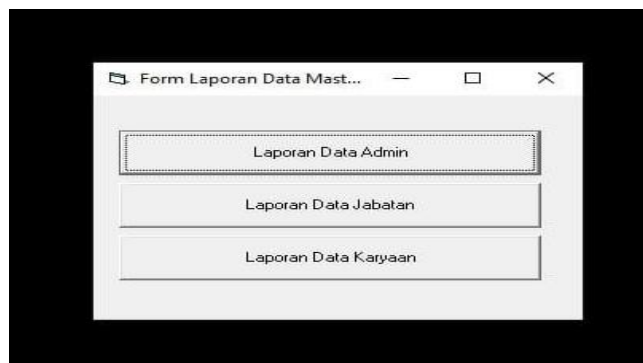 Form Laporan Data Mast...
Laporan Data Admin
Laporan Data Jabatan
Laporan Data Karyaan